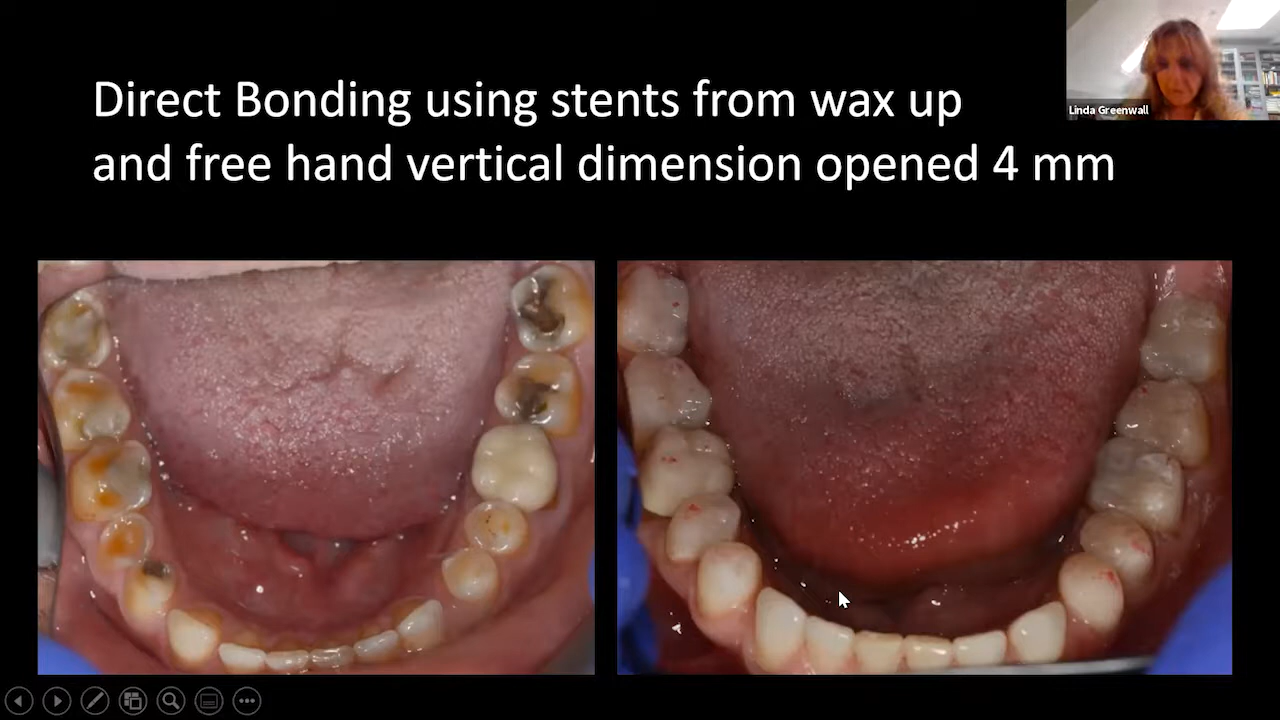 Direct Bonding using stents from wax up
and free hand vertical dimension opened 4 mm
Linda Greenwall